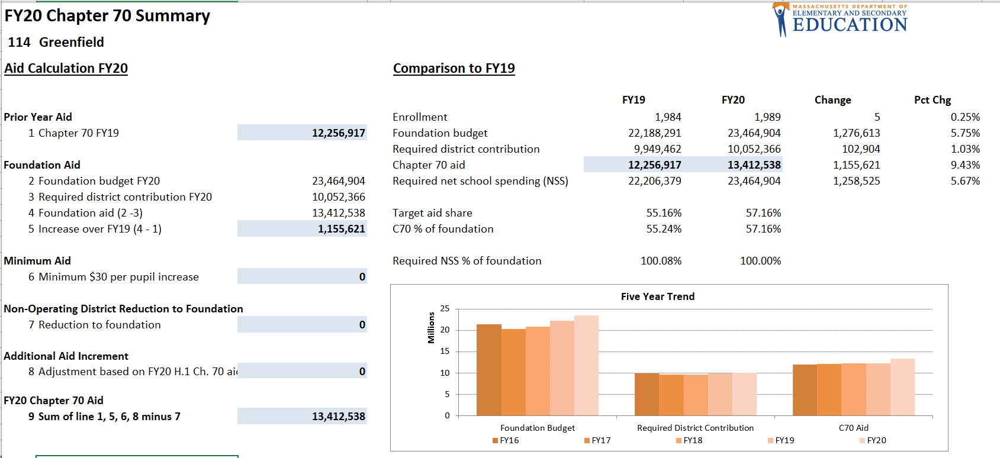 FY20 Chapter 70 Summary
MASSACHUSETTS DEPARTMENT OF
ELEMENTARY AND SECONDARY
EDUCATION
114 Greenfield
Aid Calculation FY20
Prior Year Aid
1 Chapter 70 FY19 12,256,917
Foundation Aid
2 Foundation budget FY20 23,464,904
3 Required district contribution FY20 10,052,366
4 Foundation aid (2 -3) 13,412,538
5 Increase over FY19 (4 - 1) 1,155,621
Minimum Aid
6 Minimum $30 per pupil increase 0
Non-Operating District Reduction to Foundation
7 Reduction to foundation 0
Additional Aid Increment
8 Adjustment based on FY20 H.1 Ch. 70 aid 0
FY20 Chapter 70 Aid
9 Sum of line 1, 5, 6, 8 minus 7 13,412,538
Comparison to FY19
FY19 FY20 Change Pct Chg
Enrollment 1,984 1,989 5 0.25%
Foundation budget 22,188,291 23,464,904 1,276,613 5.75%
Required district contribution 9,949,462 10,052,366 102,904 1.03%
Chapter 70 aid 12,256,917 13,412,538 1,155,621 9.43%
Required net school spending (NSS) 22,206,379 23,464,904 1,258,525 5.67%
Target aid share 55.16% 57.16%
C70 % of foundation 55.24% 57.16%
Required NSS % of foundation 100.08% 100.00%
Five Year Trend
Millions
25
20
15
10
5
0
Foundation Budget Required District Contribution C70 Aid
FY16 FY17 FY18 FY19 FY20